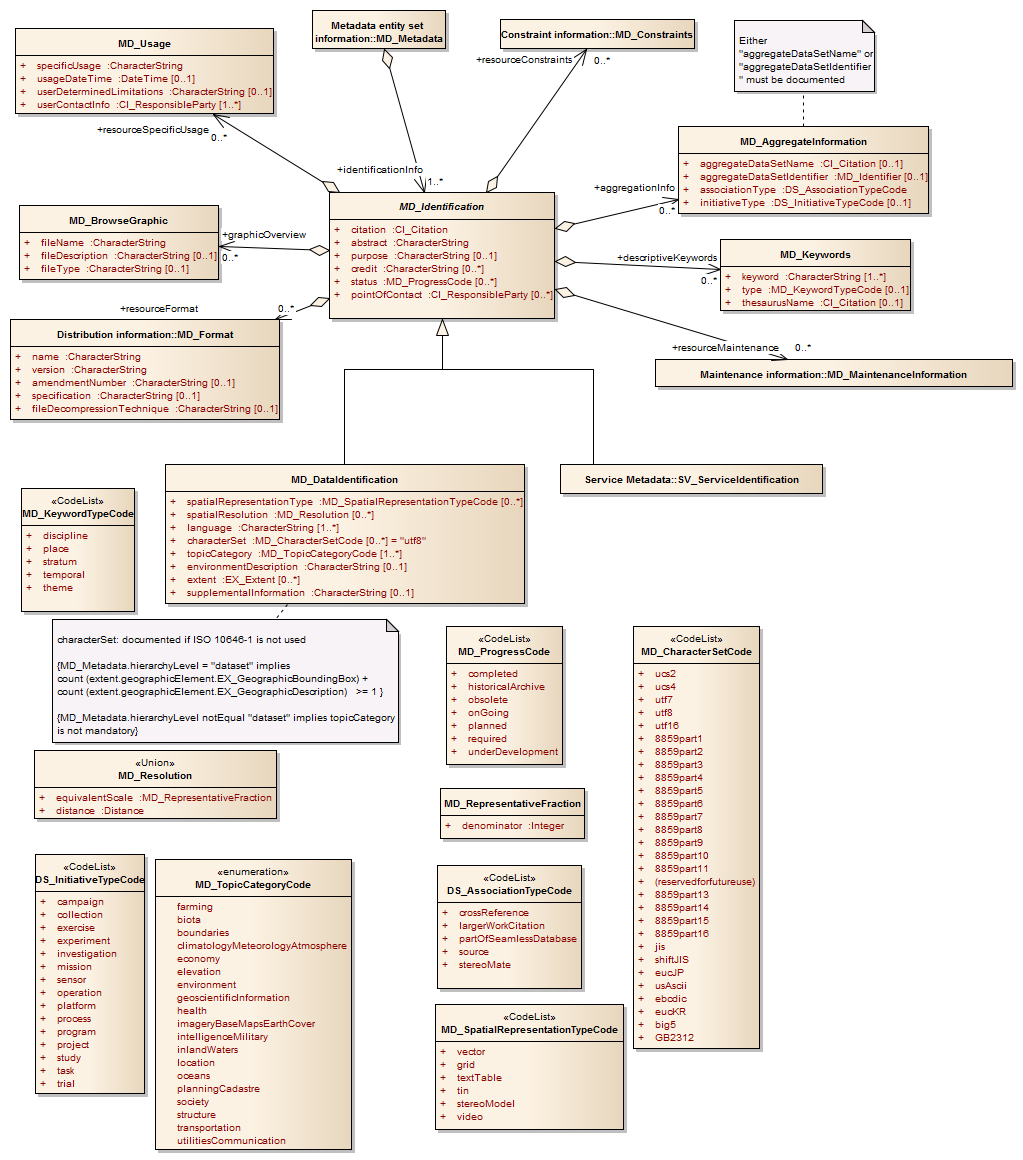 MD_Usage
+ specificUsage :CharacterString
+ usageDateTime :DateTime [0..1]
+ userDeterminedLimitations :CharacterString [0..1]
+ userContactInfo :CI_ResponsibleParty [1..*]
Metadata entity set
information::MD_Metadata
Constraint information::MD_Constraints
Either
"aggregateDataSetName" or
"aggregateDataSetIdentifier
" must be documented
+resourceSpecificUsage
0..*
+identificationInfo
1..*
+resourceConstraints
0..*
MD_AggregateInformation
+ aggregateDataSetName :CI_Citation [0..1]
+ aggregateDataSetIdentifier :MD_Identifier [0..1]
+ associationType :DS_AssociationTypeCode
+ initiativeType :DS_InitiativeTypeCode [0..1]
+aggregationInfo
0..*
MD_Identification
+ citation :CI_Citation
+ abstract :CharacterString
+ purpose :CharacterString [0..1]
+ credit :CharacterString [0..*]
+ status :MD_ProgressCode [0..*]
+ pointOfContact :CI_ResponsibleParty [0..*]
MD_BrowseGraphic
+ fileName :CharacterString
+ fileDescription :CharacterString [0..1]
+ fileType :CharacterString [0..1]
+graphicOverview
0..*
+descriptiveKeywords
0..*
MD_Keywords
+ keyword :CharacterString [1..*]
+ type :MD_KeywordTypeCode [0..1]
+ thesaurusName :CI_Citation [0..1]
+resourceFormat
0..*
Distribution information::MD_Format
+ name :CharacterString
+ version :CharacterString
+ amendmentNumber :CharacterString [0..1]
+ specification :CharacterString [0..1]
+ fileDecompressionTechnique :CharacterString [0..1]
+resourceMaintenance
0..*
Maintenance information::MD_MaintenanceInformation
MD_DataIdentification
+ spatialRepresentationType :MD_SpatialRepresentationTypeCode [0..*]
+ spatialResolution :MD_Resolution [0..*]
+ language :CharacterString [1..*]
+ characterSet :MD_CharacterSetCode [0..*] = "utf8"
+ topicCategory :MD_TopicCategoryCode [1..*]
+ environmentDescription :CharacterString [0..1]
+ extent :EX_Extent [0..*]
+ supplementalInformation :CharacterString [0..1]
Service Metadata::SV_ServiceIdentification
«CodeList»
MD_KeywordTypeCode
+ discipline
+ place
+ stratum
+ temporal
+ theme
characterSet: documented if ISO 10646-1 is not used
{MD_Metadata.hierarchyLevel = "dataset" implies
count (extent.geographicElement.EX_GeographicBoundingBox) +
count (extent.geographicElement.EX_GeographicDescription) >= 1 }
{MD_Metadata.hierarchyLevel notEqual "dataset" implies topicCategory
is not mandatory}
«CodeList»
MD_ProgressCode
+ completed
+ historicalArchive
+ obsolete
+ onGoing
+ planned
+ required
+ underDevelopment
«CodeList»
MD_CharacterSetCode
+ ucs2
+ ucs4
+ utf7
+ utf8
+ utf16
+ 8859part1
+ 8859part2
+ 8859part3
+ 8859part4
+ 8859part5
+ 8859part6
+ 8859part7
+ 8859part8
+ 8859part9
+ 8859part10
+ 8859part11
+ (reservedforfutureuse)
+ 8859part13
+ 8859part14
+ 8859part15
+ 8859part16
+ jis
+ shiftJIS
+ eucJP
+ usAscii
+ ebcdic
+ eucKR
+ big5
+ GB2312
«Union»
MD_Resolution
+ equivalentScale :MD_RepresentativeFraction
+ distance :Distance
MD_RepresentativeFraction
+ denominator :Integer
«CodeList»
DS_InitiativeTypeCode
+ campaign
+ collection
+ exercise
+ experiment
+ investigation
+ mission
+ sensor
+ operation
+ platform
+ process
+ program
+ project
+ study
+ task
+ trial
«enumeration»
MD_TopicCategoryCode
farming
biota
boundaries
climatologyMeteorologyAtmosphere
economy
elevation
environment
geoscientificInformation
health
imageryBaseMapsEarthCover
intelligenceMilitary
inlandWaters
location
oceans
planningCadastre
society
structure
transportation
utilitiesCommunication
«CodeList»
DS_AssociationTypeCode
+ crossReference
+ largerWorkCitation
+ partOfSeamlessDatabase
+ source
+ stereoMate
«CodeList»
MD_SpatialRepresentationTypeCode
+ vector
+ grid
+ textTable
+ tin
+ stereoModel
+ video